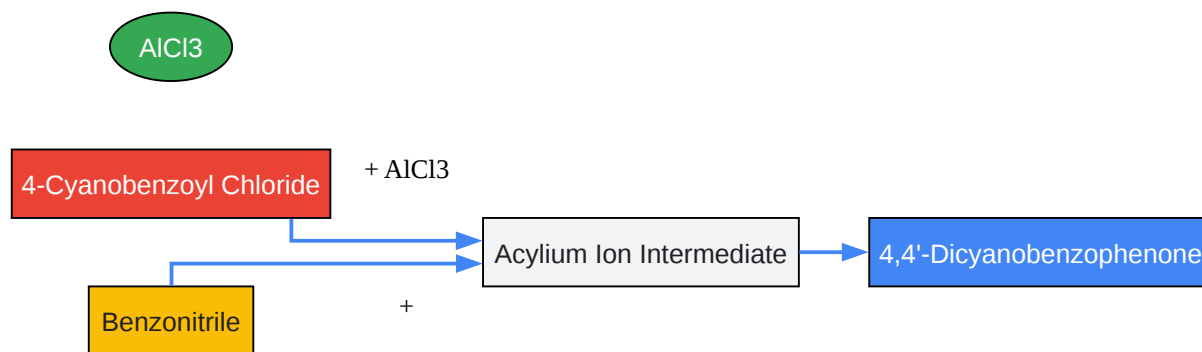 AlCl3
4-Cyanobenzoyl Chloride
+ AlCl3
Acylium Ion Intermediate
4,4'-Dicyanobenzophenone
Benzonitrile
+